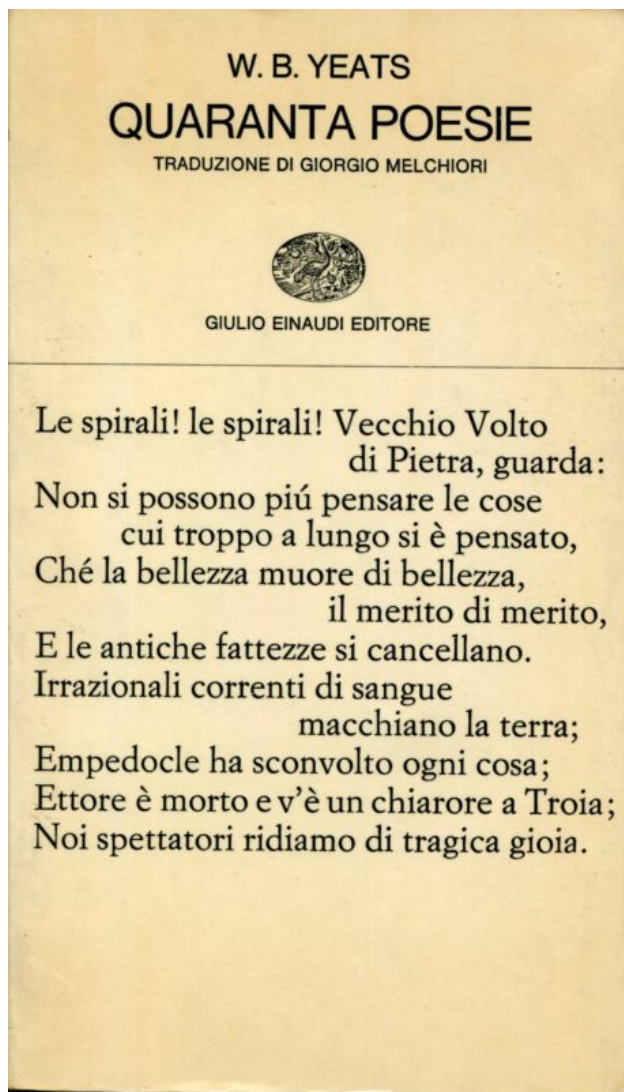 W. B. YEATS
QUARANTA POESIE
TRADUZIONE DI GIORGIO MELCHIORI
GIULIO EINAUDI EDITORE
Le spirali! le spirali! Vecchio Volto
di Pietra, guarda:
Non si possono piú pensare le cose
cui troppo a lungo si è pensato,
Ché la bellezza muore di bellezza,
il merito di merito,
E le antiche fattezze si cancellano.
Irrazionali correnti di sangue
macchiano la terra;
Empedocle ha sconvolto ogni cosa;
Ettore è morto e v'è un chiarore a Troia;
Noi spettatori ridiamo di tragica gioia.